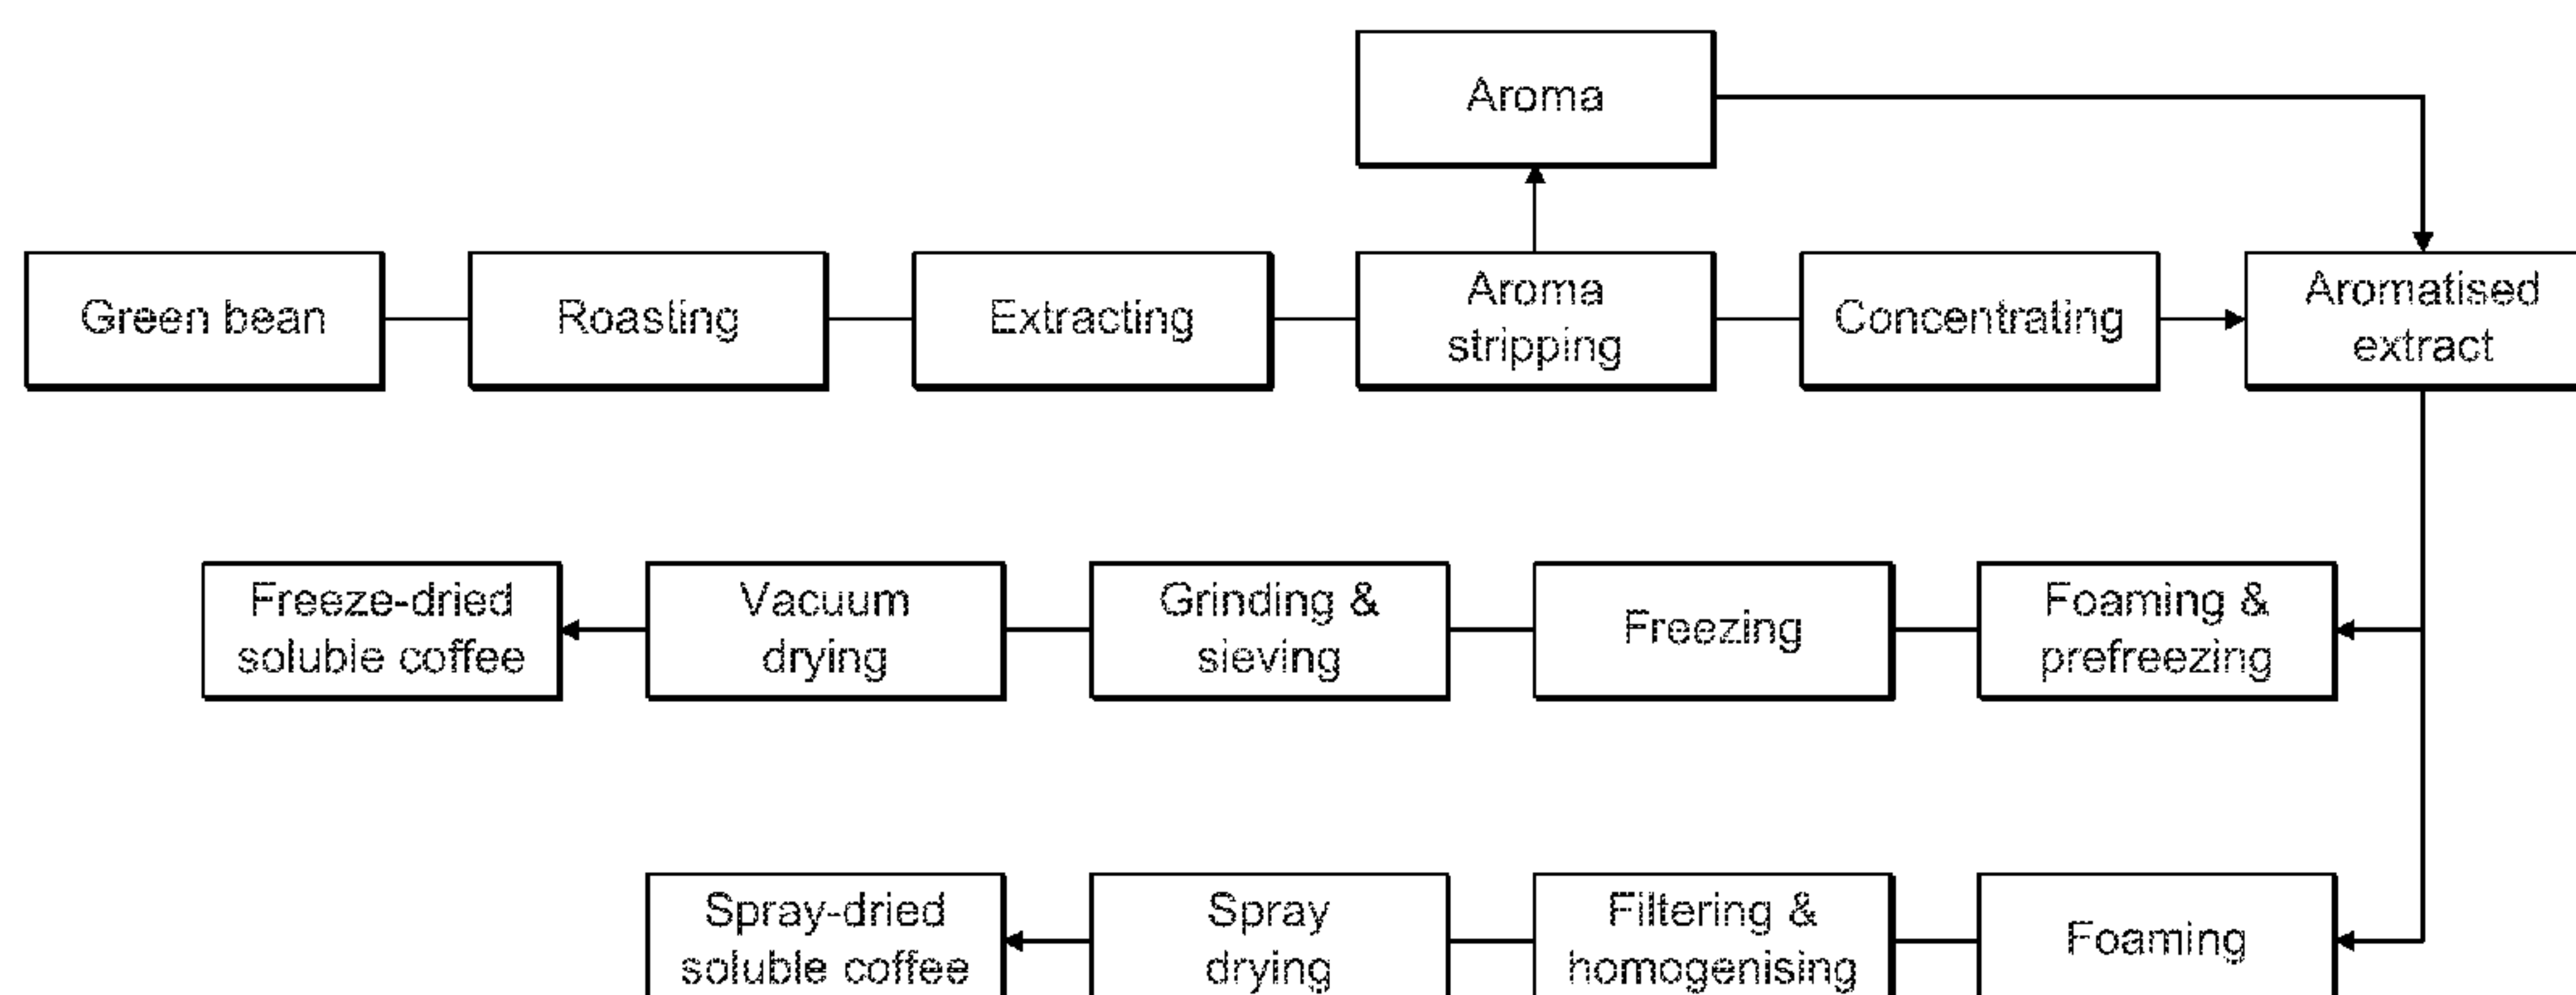 Aroma
Green bean
Roasting
Extracting
Aroma
stripping
Concentrating
Aromatised
extract
Freeze-dried
soluble coffee
Vacuum
drying
Grinding &
sieving
Freezing
Foaming &
prefreezing
Spray-dried
soluble coffee
Spray
drying
Filtering &
homogenising
Foaming